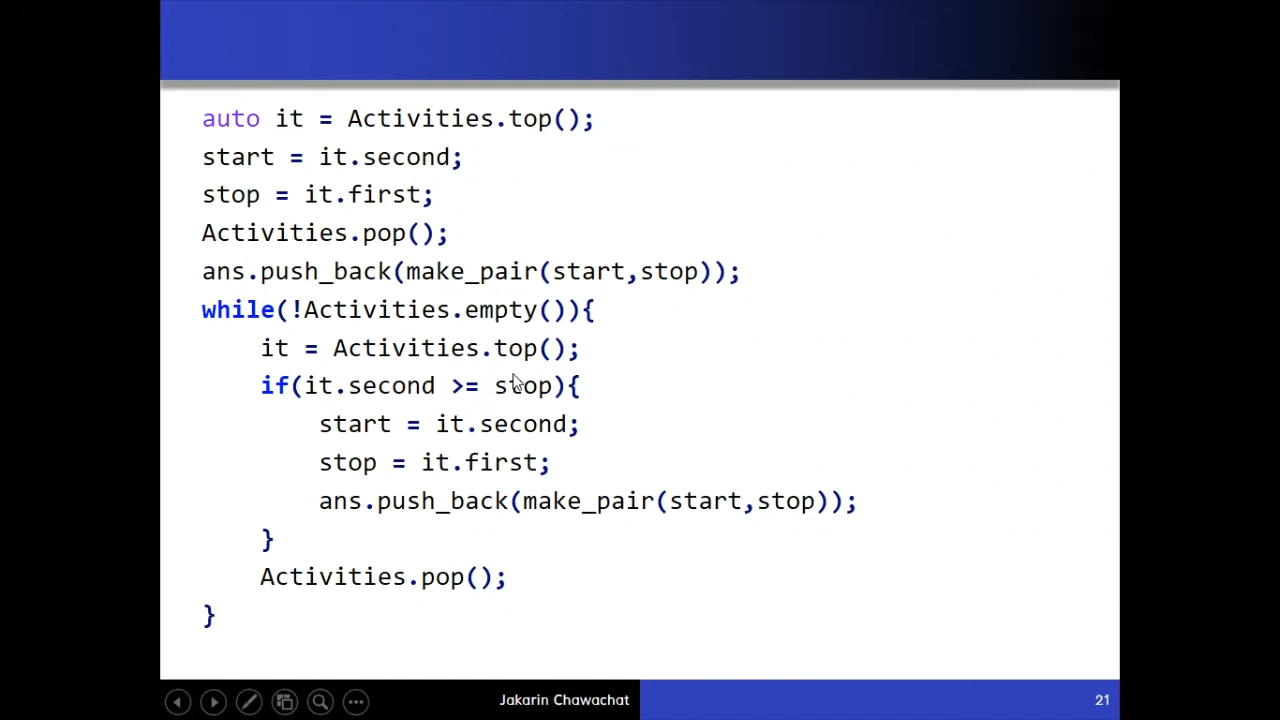 auto it = Activities.top();
start = it.second;
stop = it.first;
Activities.pop();
ans.push_back(make_pair(start,stop));
while(!Activities.empty()){
    it = Activities.top();
    if(it.second >= stop){
        start = it.second;
        stop = it.first;
        ans.push_back(make_pair(start,stop));
    }
    Activities.pop();
}
Jakarin Chawachat
21